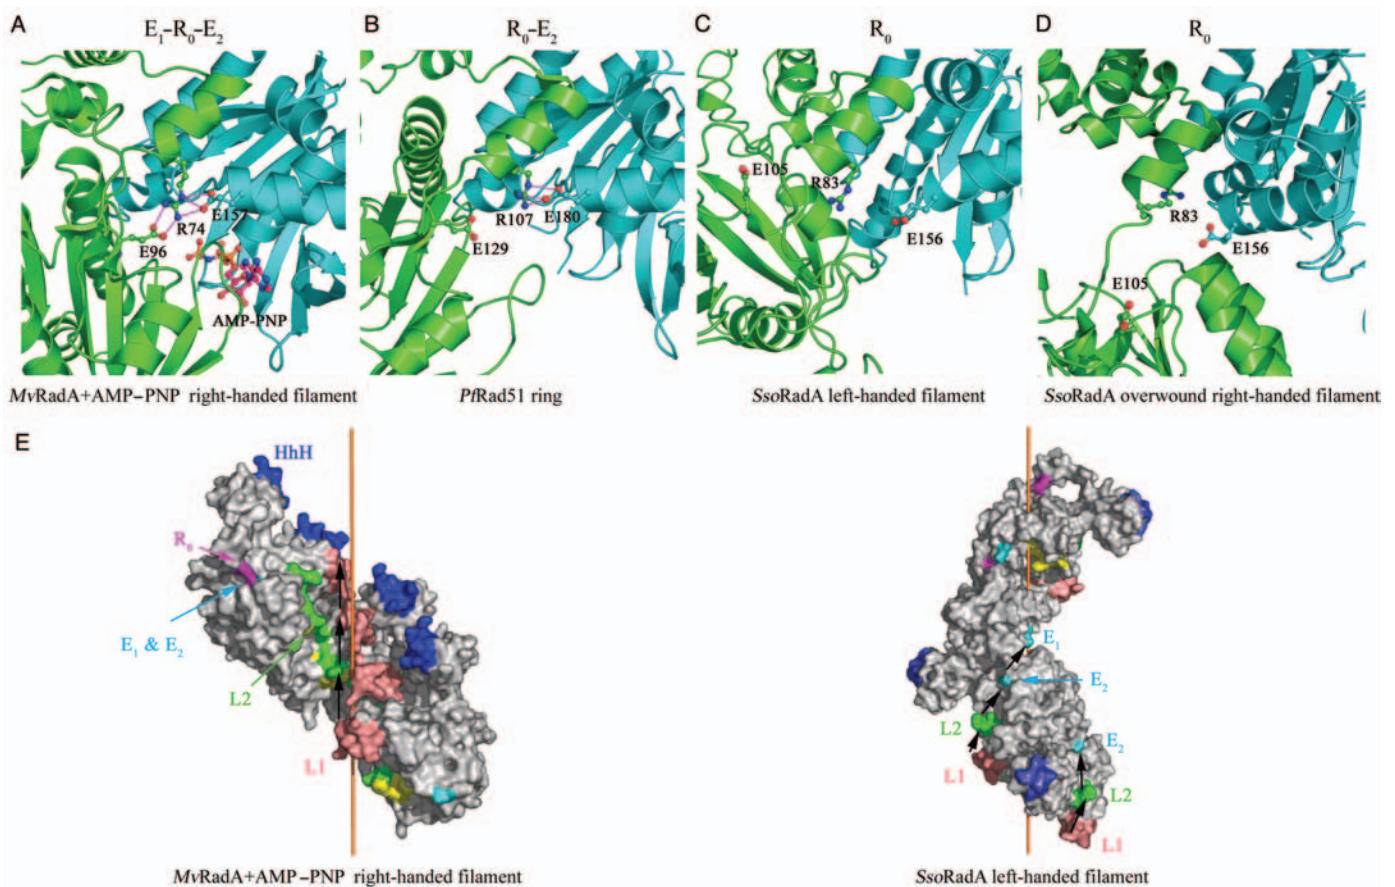 A
E1-R0-E2
B
R0-E2
C
R0
D
R0
E157
R74
E96
AMP-PNP
R107
E180
E129
E105
R83
E156
R83
E156
E105
MvRadA+AMP-PNP right-handed filament
PfRad51 ring
SsoRadA left-handed filament
SsoRadA overwound right-handed filament
E
HhH
R0
E1 & E2
L2
L1
E1
E2
L2
E2
L1
L2
L1
MvRadA+AMP-PNP right-handed filament
SsoRadA left-handed filament